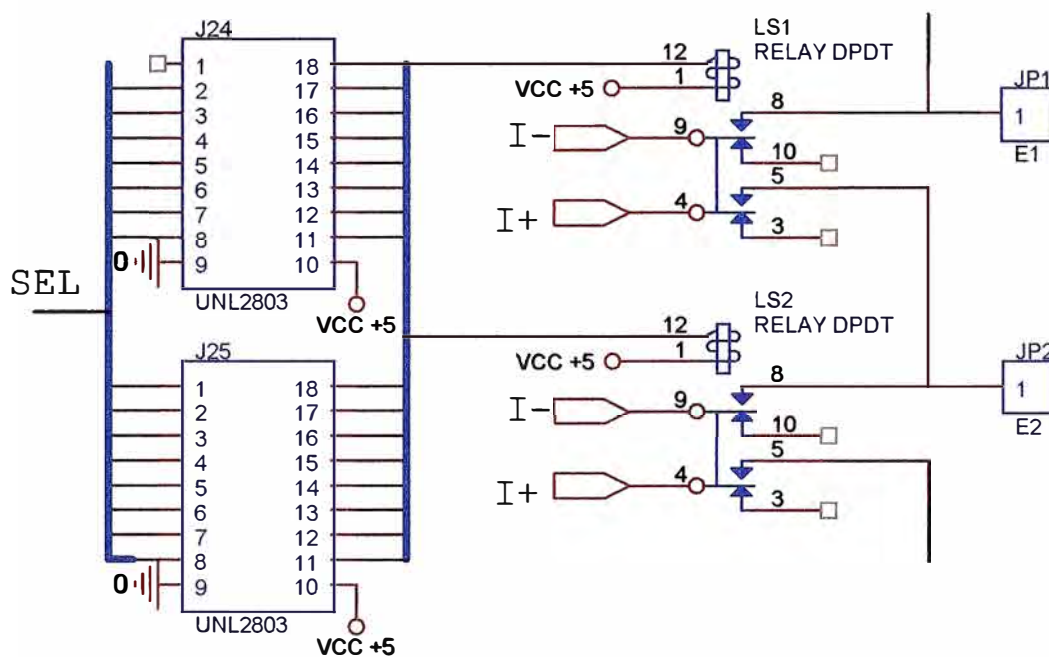 J24
1 18
2 17
3 16
4 15
5 14
6 13
7 12
8 11
9 10
0
UNL2803
VCC +5
SEL
J25
1 18
2 17
3 16
4 15
5 14
6 13
7 12
8 11
9 10
0
UNL2803
VCC +5
LS1
RELAY DPDT
12
1
VCC +5
8
I- 9
10
5
I+ 4
3
JP1
1
E1
LS2
RELAY DPDT
12
1
VCC +5
8
I- 9
10
5
I+ 4
3
JP2
1
E2